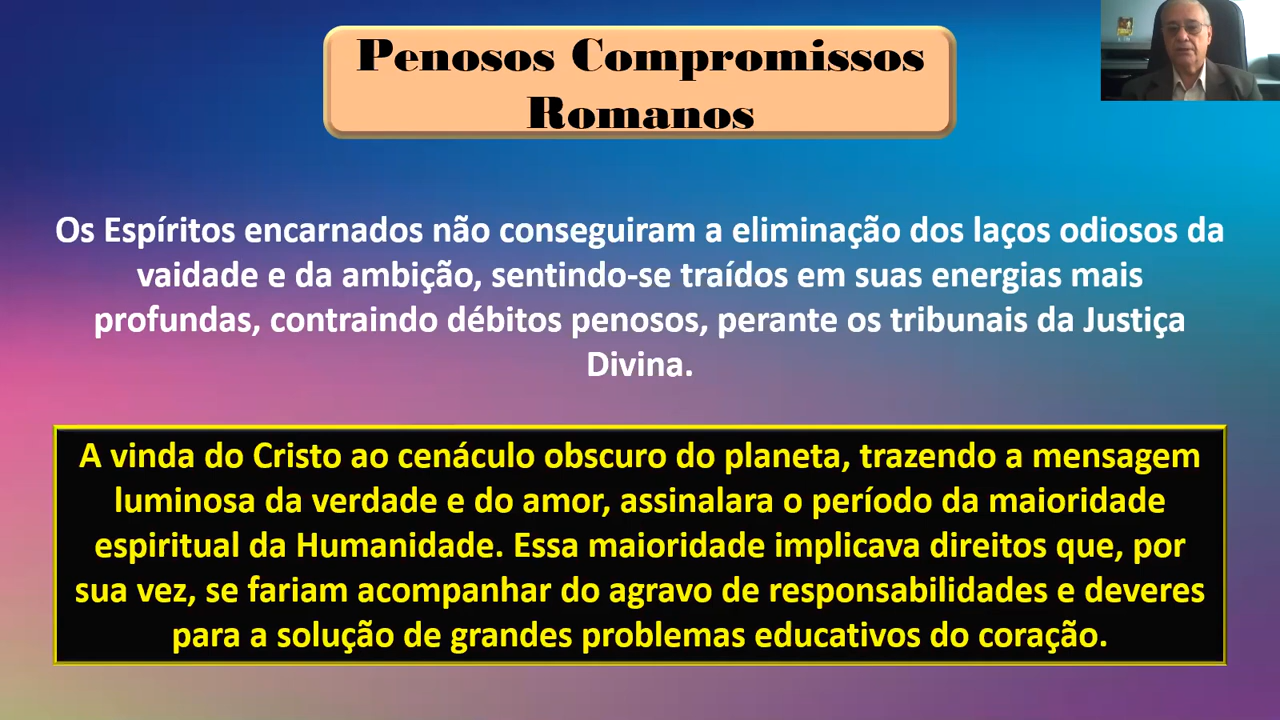 Penosos Compromissos
Romanos
Os Espíritos encarnados não conseguiram a eliminação dos laços odiosos da
vaidade e da ambição, sentindo-se traídos em suas energias mais
profundas, contraindo débitos penosos, perante os tribunais da Justiça
Divina.
A vinda do Cristo ao cenáculo obscuro do planeta, trazendo a mensagem
luminosa da verdade e do amor, assinalara o período da maioridade
espiritual da Humanidade. Essa maioridade implicava direitos que, por
sua vez, se fariam acompanhar do agravo de responsabilidades e deveres
para a solução de grandes problemas educativos do coração.